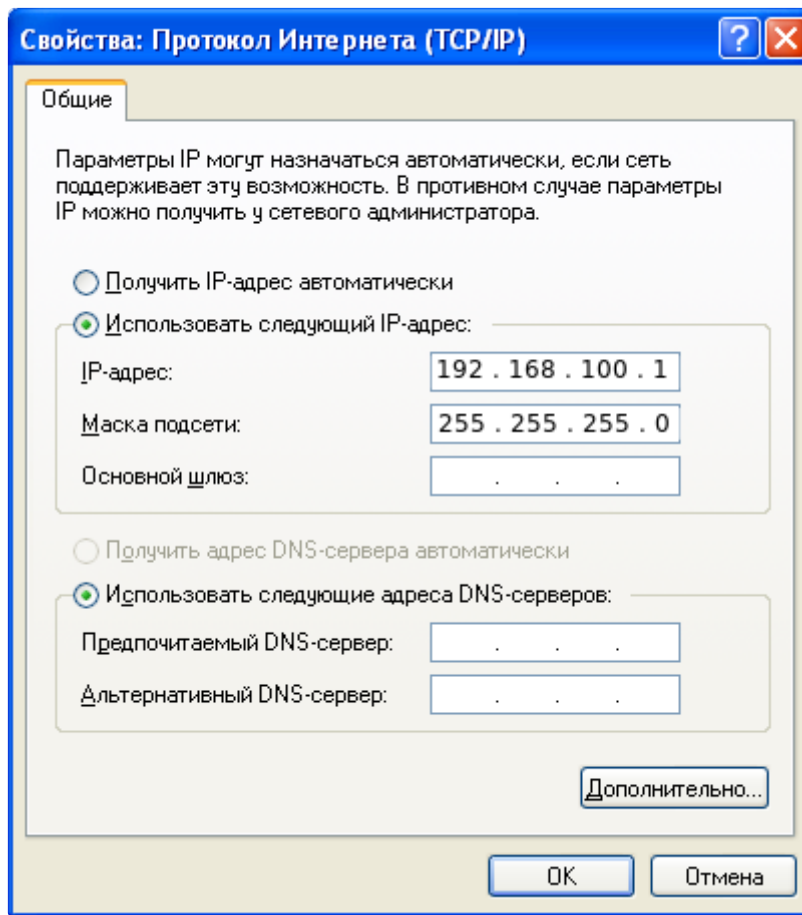 Свойства: Протокол Интернета (TCP/IP)
?
Общие
Параметры IP могут назначаться автоматически, если сеть
поддерживает эту возможность. В противном случае параметры
IP можно получить у сетевого администратора.
Получить IP-адрес автоматически
Использовать следующий IP-адрес:
IP-адрес: 192 . 168 . 100 . 1
Маска подсети: 255 . 255 . 255 . 0
Основной шлюз: . . .
Получить адрес DNS-сервера автоматически
Использовать следующие адреса DNS-серверов:
Предпочитаемый DNS-сервер: . . .
Альтернативный DNS-сервер: . . .
Дополнительно...
OK Отмена